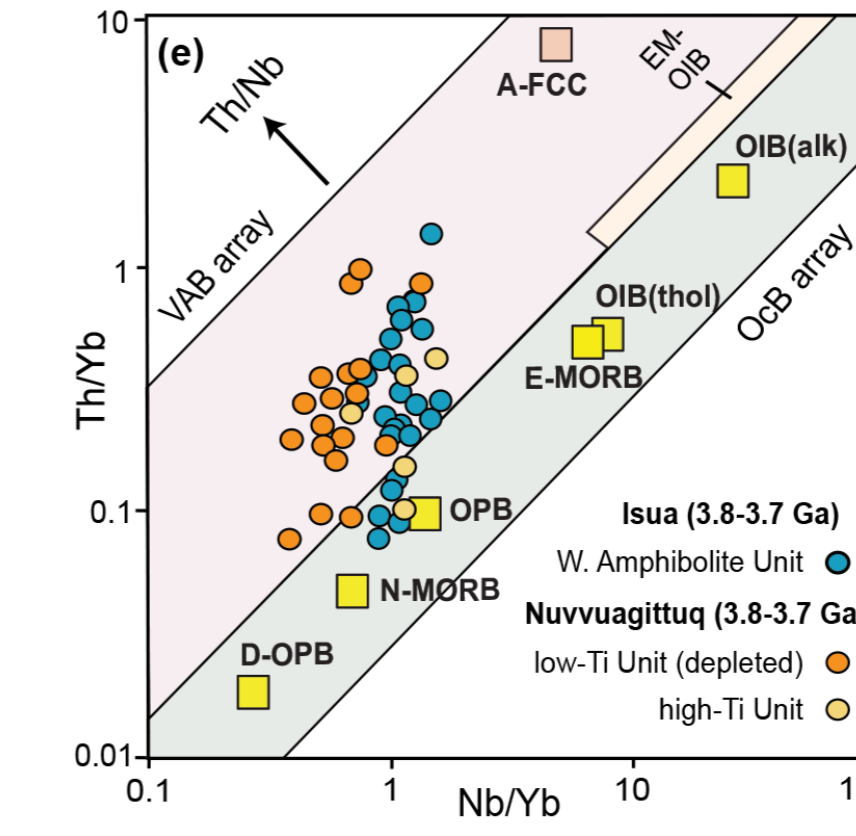 10
(e)
Th/Nb
A-FCC
EM-
OIB
OIB(alk)
VAB array
1
OIB(thol)
OcB array
E-MORB
Th/Yb
0.1
OPB
Isua (3.8-3.7 Ga)
W. Amphibolite Unit
N-MORB
Nuvvuagittuq (3.8-3.7 Ga
D-OPB
low-Ti Unit (depleted)
high-Ti Unit
0.01
0.1
1
Nb/Yb
10
1